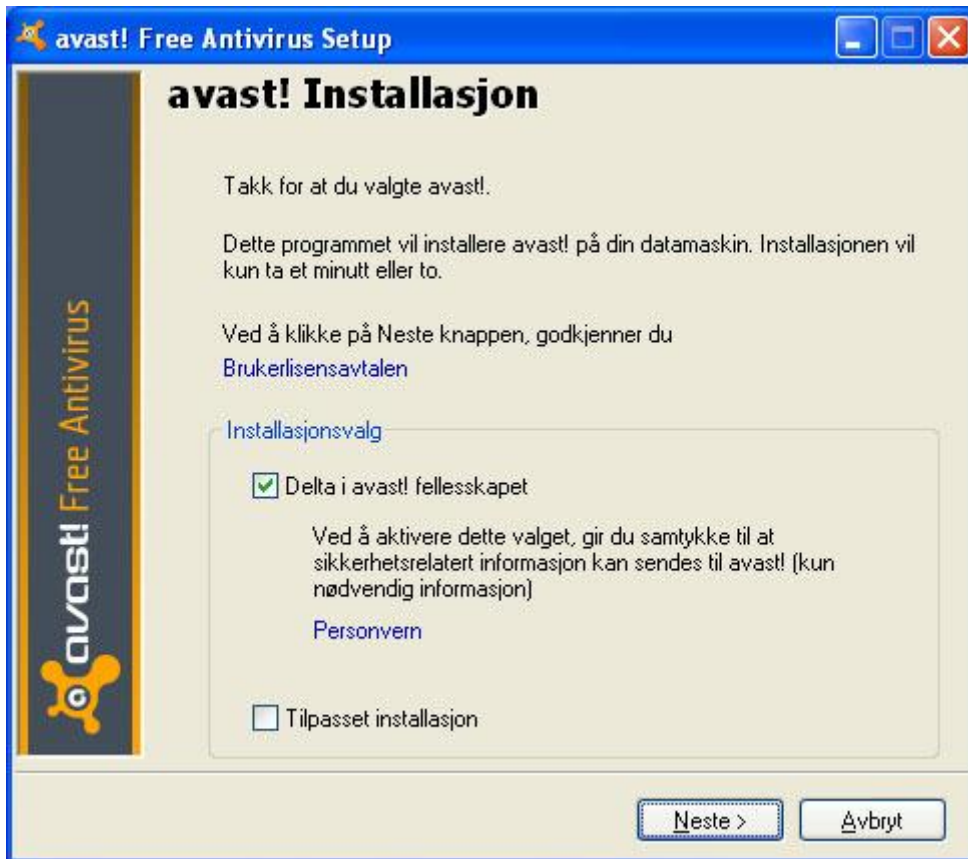 avast! Free Antivirus Setup
avast! Installasjon
avast! Free Antivirus
Takk for at du valgte avast!.
Dette programmet vil installere avast! på din datamaskin. Installasjonen vil
kun ta et minutt eller to.
Ved å klikke på Neste knappen, godkjenner du
Brukerlisensavtalen
Installasjonsvalg
Delta i avast! fellesskapet
Ved å aktivere dette valget, gir du samtykke til at
sikkerhetsrelatert informasjon kan sendes til avast! (kun
nødvendig informasjon)
Personvern
Tilpasset installasjon
Neste >
Avbryt